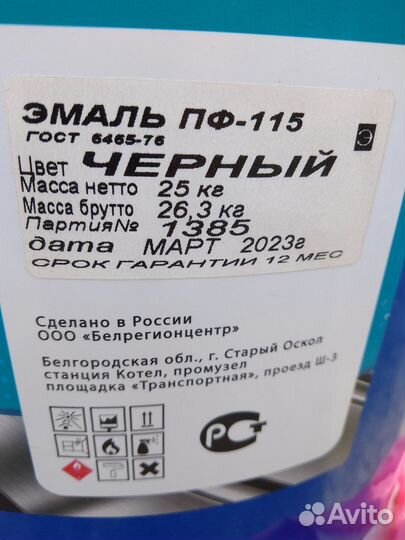 ЭМАЛЬ ПФ-115
ГОСТ 6465-76
Э
Цвет ЧЕРНЫЙ
Масса нетто 25 кг
Масса брутто 26,3 кг
Партия№ 1385
дата МАРТ 2023г
СРОК ГАРАНТИИ 12 МЕС
Сделано в России
ООО «Белрегионцентр»
Белгородская обл., г. Старый Оскол
станция Котел, промузел
площадка «Транспортная», проезд Ш-3
РСТ
Avito